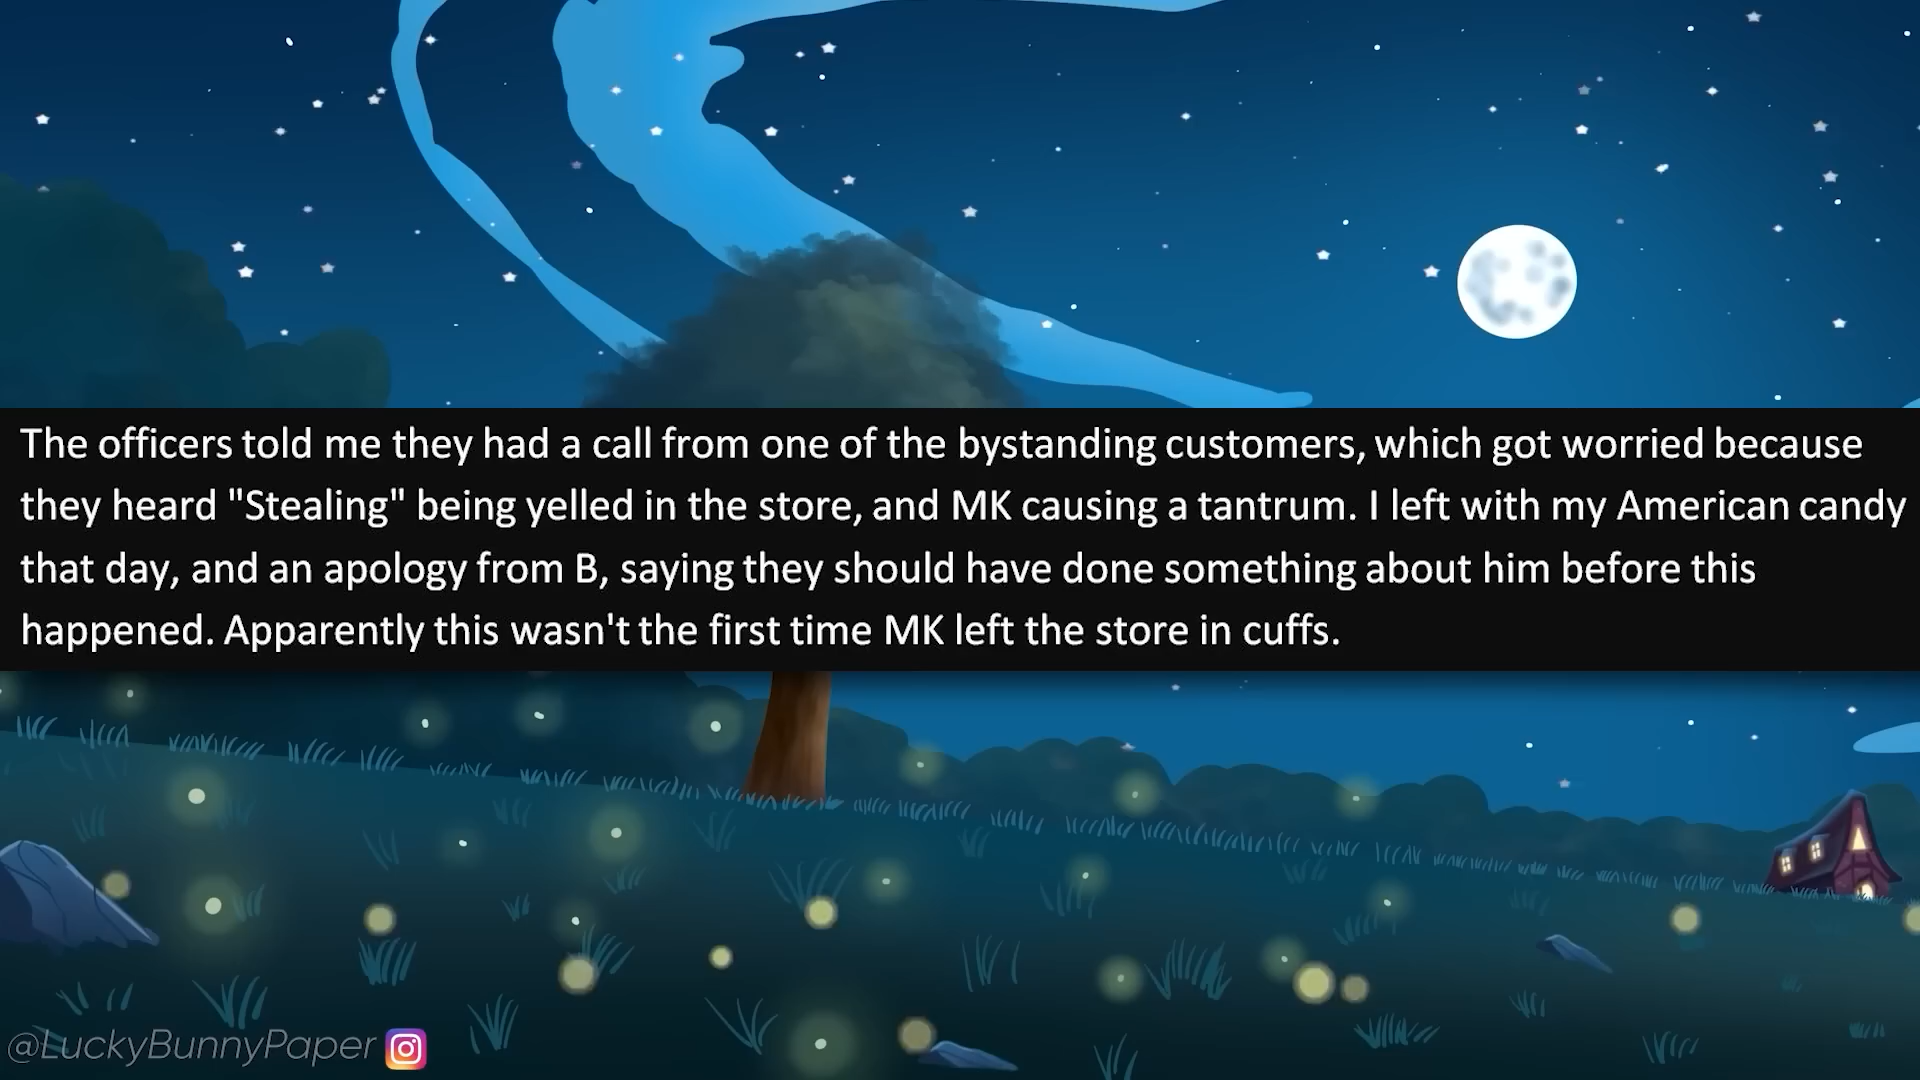 The officers told me they had a call from one of the bystanding customers, which got worried because
they heard "Stealing" being yelled in the store, and MK causing a tantrum. I left with my American candy
that day, and an apology from B, saying they should have done something about him before this
happened. Apparently this wasn't the first time MK left the store in cuffs.
@LuckyBunnyPaper